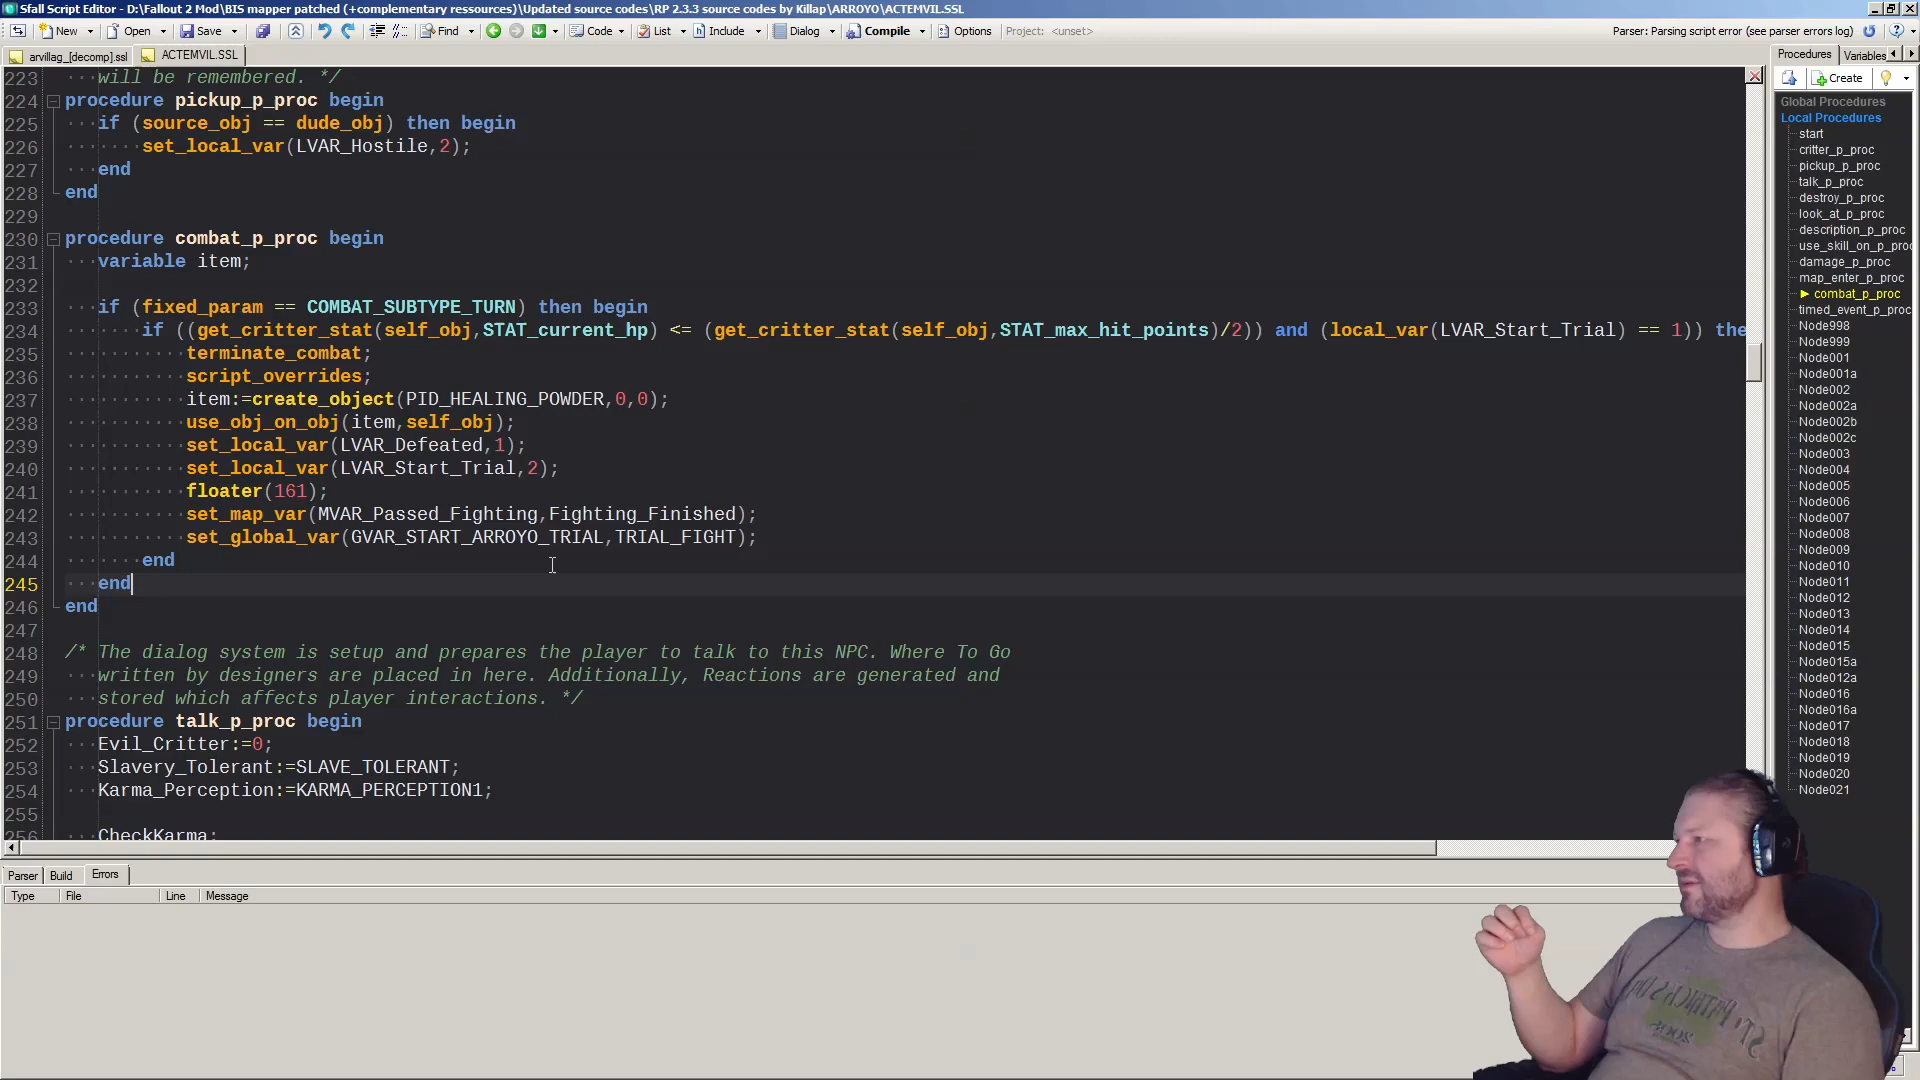 Sfall Script Editor - D:\Fallout 2 Mod\BIS mapper patched (+complementary ressources)\Updated source codes\RP 2.3.3 source codes by Killap\ARROYO\ACTEMVIL.SSL
New Open Save Find Code List Include Dialog Compile Options Project: <unset> Parser: Parsing script error (see parser errors log)
arvillag_[decomp].ssl ACTEMVIL.SSL Procedures Variables
Create
223 will be remembered. */
224 procedure pickup_p_proc begin
225 if (source_obj == dude_obj) then begin
226 set_local_var(LVAR_Hostile,2);
227 end
228 end
229
230 procedure combat_p_proc begin
231 variable item;
232
233 if (fixed_param == COMBAT_SUBTYPE_TURN) then begin
234 if ((get_critter_stat(self_obj,STAT_current_hp) <= (get_critter_stat(self_obj,STAT_max_hit_points)/2)) and (local_var(LVAR_Start_Trial) == 1)) the
235 terminate_combat;
236 script_overrides;
237 item:=create_object(PID_HEALING_POWDER,0,0);
238 use_obj_on_obj(item,self_obj);
239 set_local_var(LVAR_Defeated,1);
240 set_local_var(LVAR_Start_Trial,2);
241 floater(161);
242 set_map_var(MVAR_Passed_Fighting,Fighting_Finished);
243 set_global_var(GVAR_START_ARROYO_TRIAL,TRIAL_FIGHT);
244 end
245 end
246 end
247
248 /* The dialog system is setup and prepares the player to talk to this NPC. Where To Go
249 written by designers are placed in here. Additionally, Reactions are generated and
250 stored which affects player interactions. */
251 procedure talk_p_proc begin
252 Evil_Critter:=0;
253 Slavery_Tolerant:=SLAVE_TOLERANT;
254 Karma_Perception:=KARMA_PERCEPTION1;
255
256 CheckKarma;
Global Procedures
Local Procedures
start
critter_p_proc
pickup_p_proc
talk_p_proc
destroy_p_proc
look_at_p_proc
description_p_proc
use_skill_on_p_proc
damage_p_proc
map_enter_p_proc
combat_p_proc
timed_event_p_proc
Node998
Node999
Node001
Node001a
Node002
Node002a
Node002b
Node002c
Node003
Node004
Node005
Node006
Node007
Node008
Node009
Node010
Node011
Node012
Node013
Node014
Node015
Node015a
Node012a
Node016
Node016a
Node017
Node018
Node019
Node020
Node021
Parser Build Errors
Type File Line Message